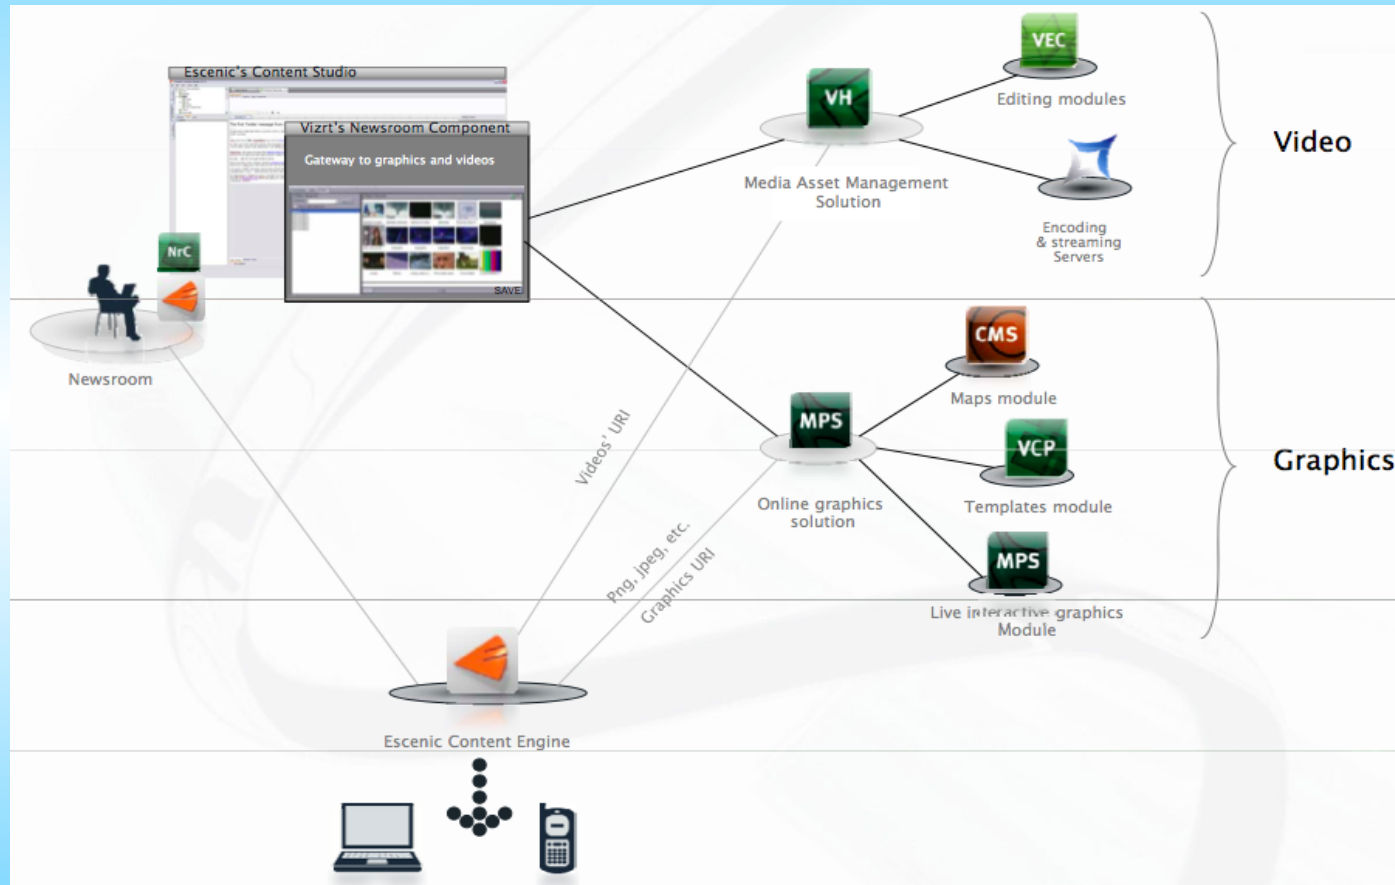 Escenic's Content Studio
Vizrt's Newsroom Component
Gateway to graphics and videos
SAVE
NrC
Newsroom
VH
Media Asset Management
Solution
VEC
Editing modules
Encoding
& streaming
Servers
Video
CMS
Maps module
MPS
Online graphics
solution
VCP
Templates module
MPS
Live interactive graphics
Module
Graphics
Videos' URI
Png, jpeg, etc.
Graphics URI
Escenic Content Engine